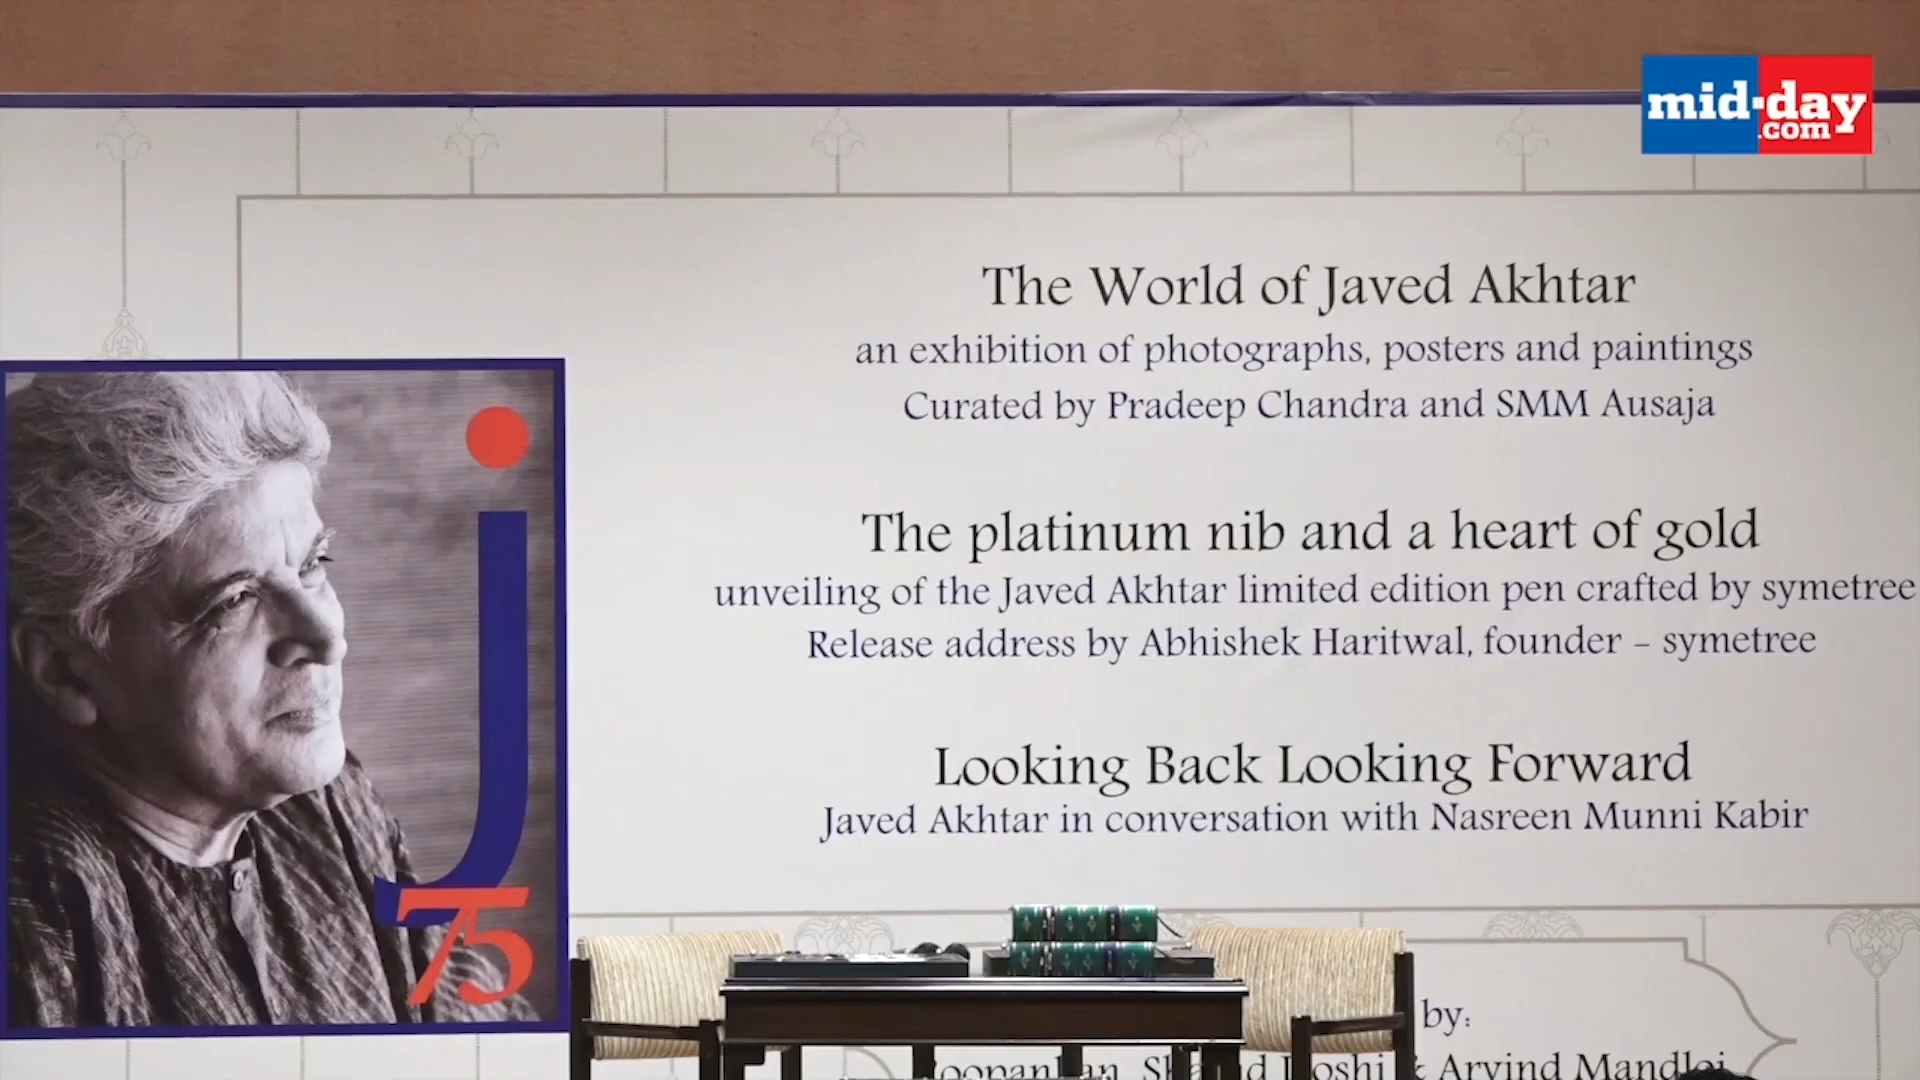 mid-day
.com
The World of Javed Akhtar
an exhibition of photographs, posters and paintings
Curated by Pradeep Chandra and SMM Ausaja
The platinum nib and a heart of gold
unveiling of the Javed Akhtar limited edition pen crafted by symetree
Release address by Abhishek Haritwal, founder – symetree
Looking Back Looking Forward
Javed Akhtar in conversation with Nasreen Munni Kabir
j
75
by:
& Arvind Mandloi